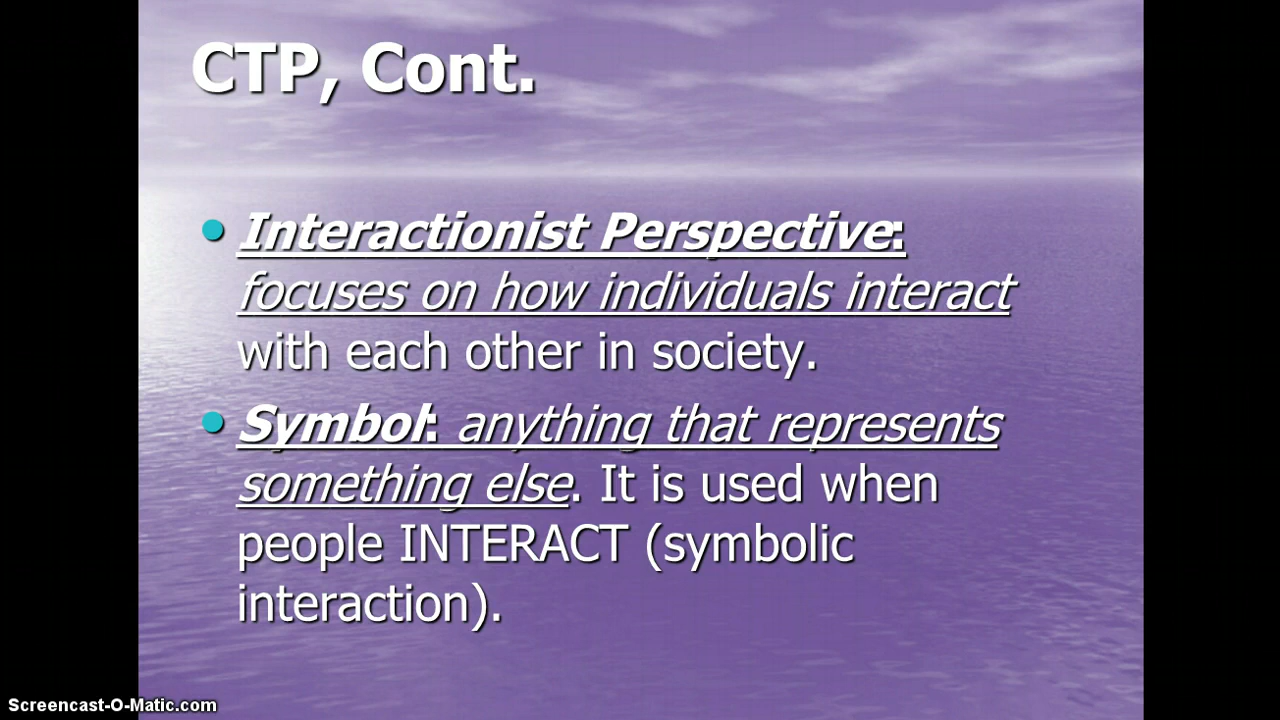 CTP, Cont.
Interactionist Perspective:
focuses on how individuals interact
with each other in society.
Symbol: anything that represents
something else. It is used when
people INTERACT (symbolic
interaction).
Screencast-O-Matic.com